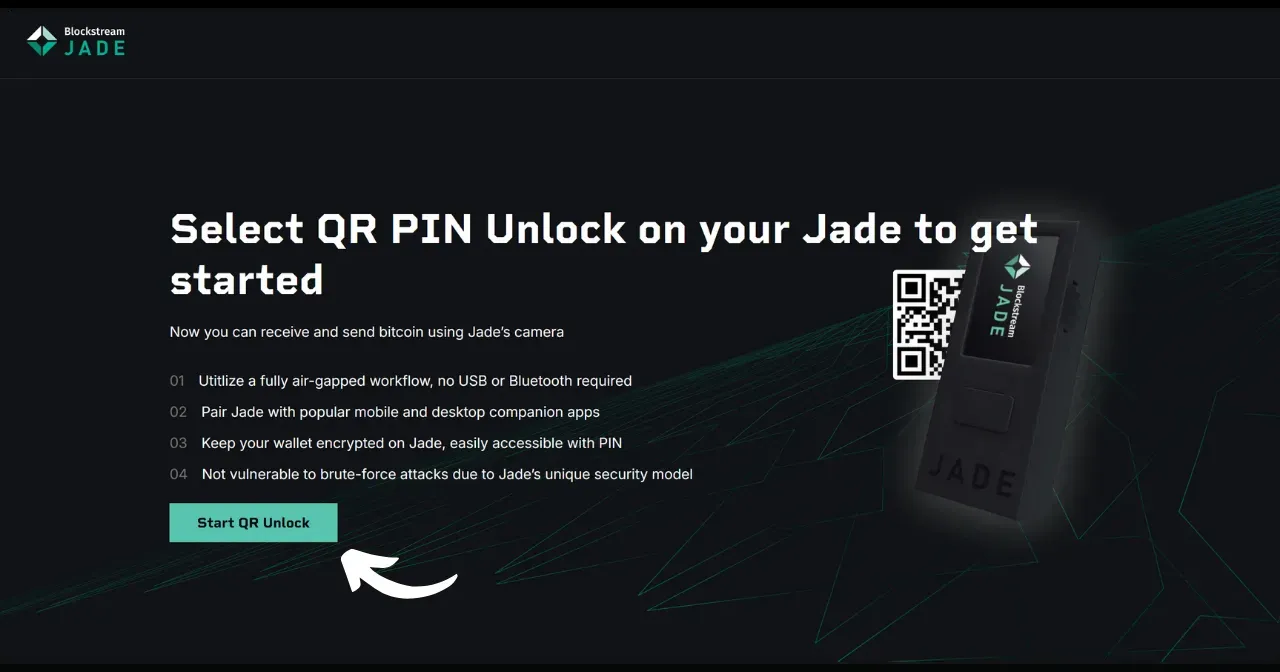 Blockstream
JADE
Select QR PIN Unlock on your Jade to get
started
Now you can receive and send bitcoin using Jade’s camera
01 Utitlize a fully air-gapped workflow, no USB or Bluetooth required
02 Pair Jade with popular mobile and desktop companion apps
03 Keep your wallet encrypted on Jade, easily accessible with PIN
04 Not vulnerable to brute-force attacks due to Jade’s unique security model
Start QR Unlock
Blockstream
JADE
JADE